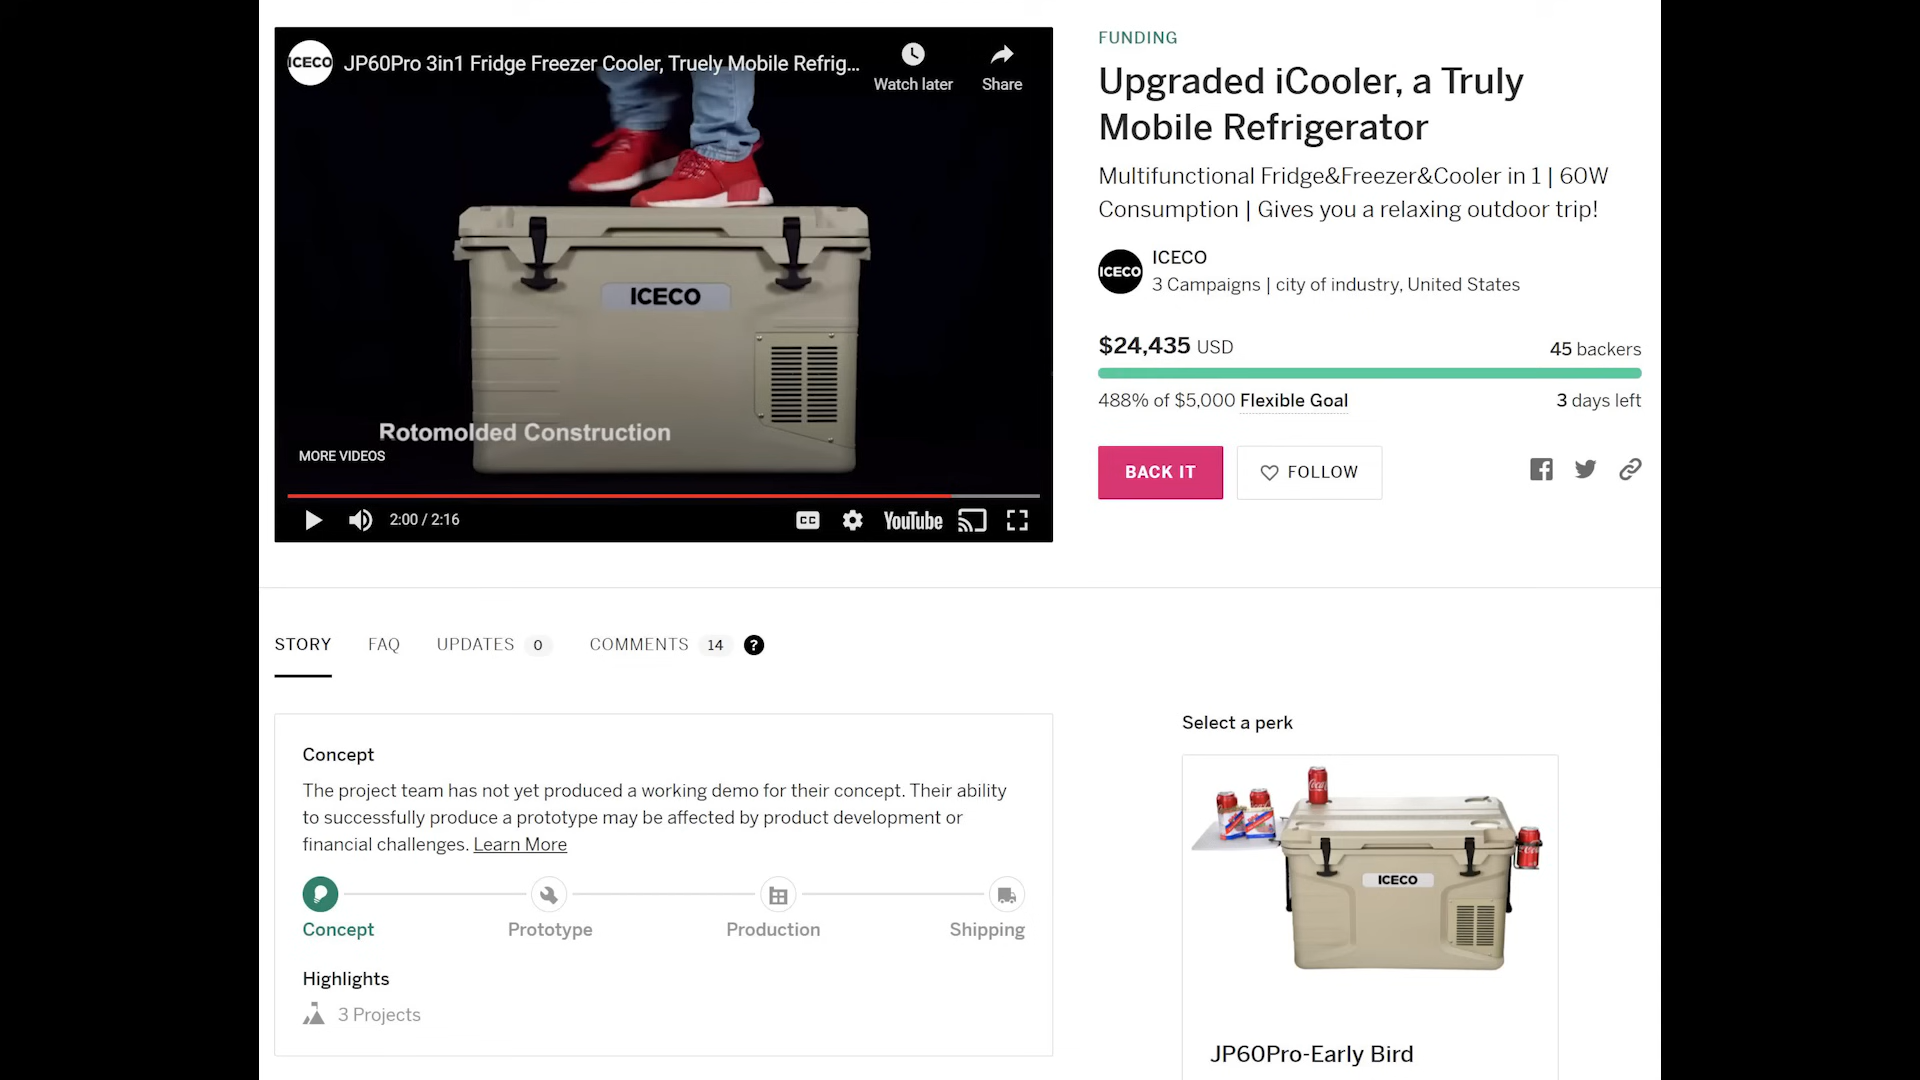 ICECO
JP60Pro 3in1 Fridge Freezer Cooler, Truely Mobile Refrig...
Watch later
Share
ICECO
Rotomolded Construction
MORE VIDEOS
2:00 / 2:16
CC
YouTube
FUNDING
Upgraded iCooler, a Truly
Mobile Refrigerator
Multifunctional Fridge&Freezer&Cooler in 1 | 60W
Consumption | Gives you a relaxing outdoor trip!
ICECO
ICECO
3 Campaigns | city of industry, United States
$24,435 USD
45 backers
488% of $5,000 Flexible Goal
3 days left
BACK IT
FOLLOW
STORY
FAQ
UPDATES 0
COMMENTS 14 ?
Concept
The project team has not yet produced a working demo for their concept. Their ability
to successfully produce a prototype may be affected by product development or
financial challenges. Learn More
Concept
Prototype
Production
Shipping
Highlights
3 Projects
Select a perk
ICECO
JP60Pro-Early Bird